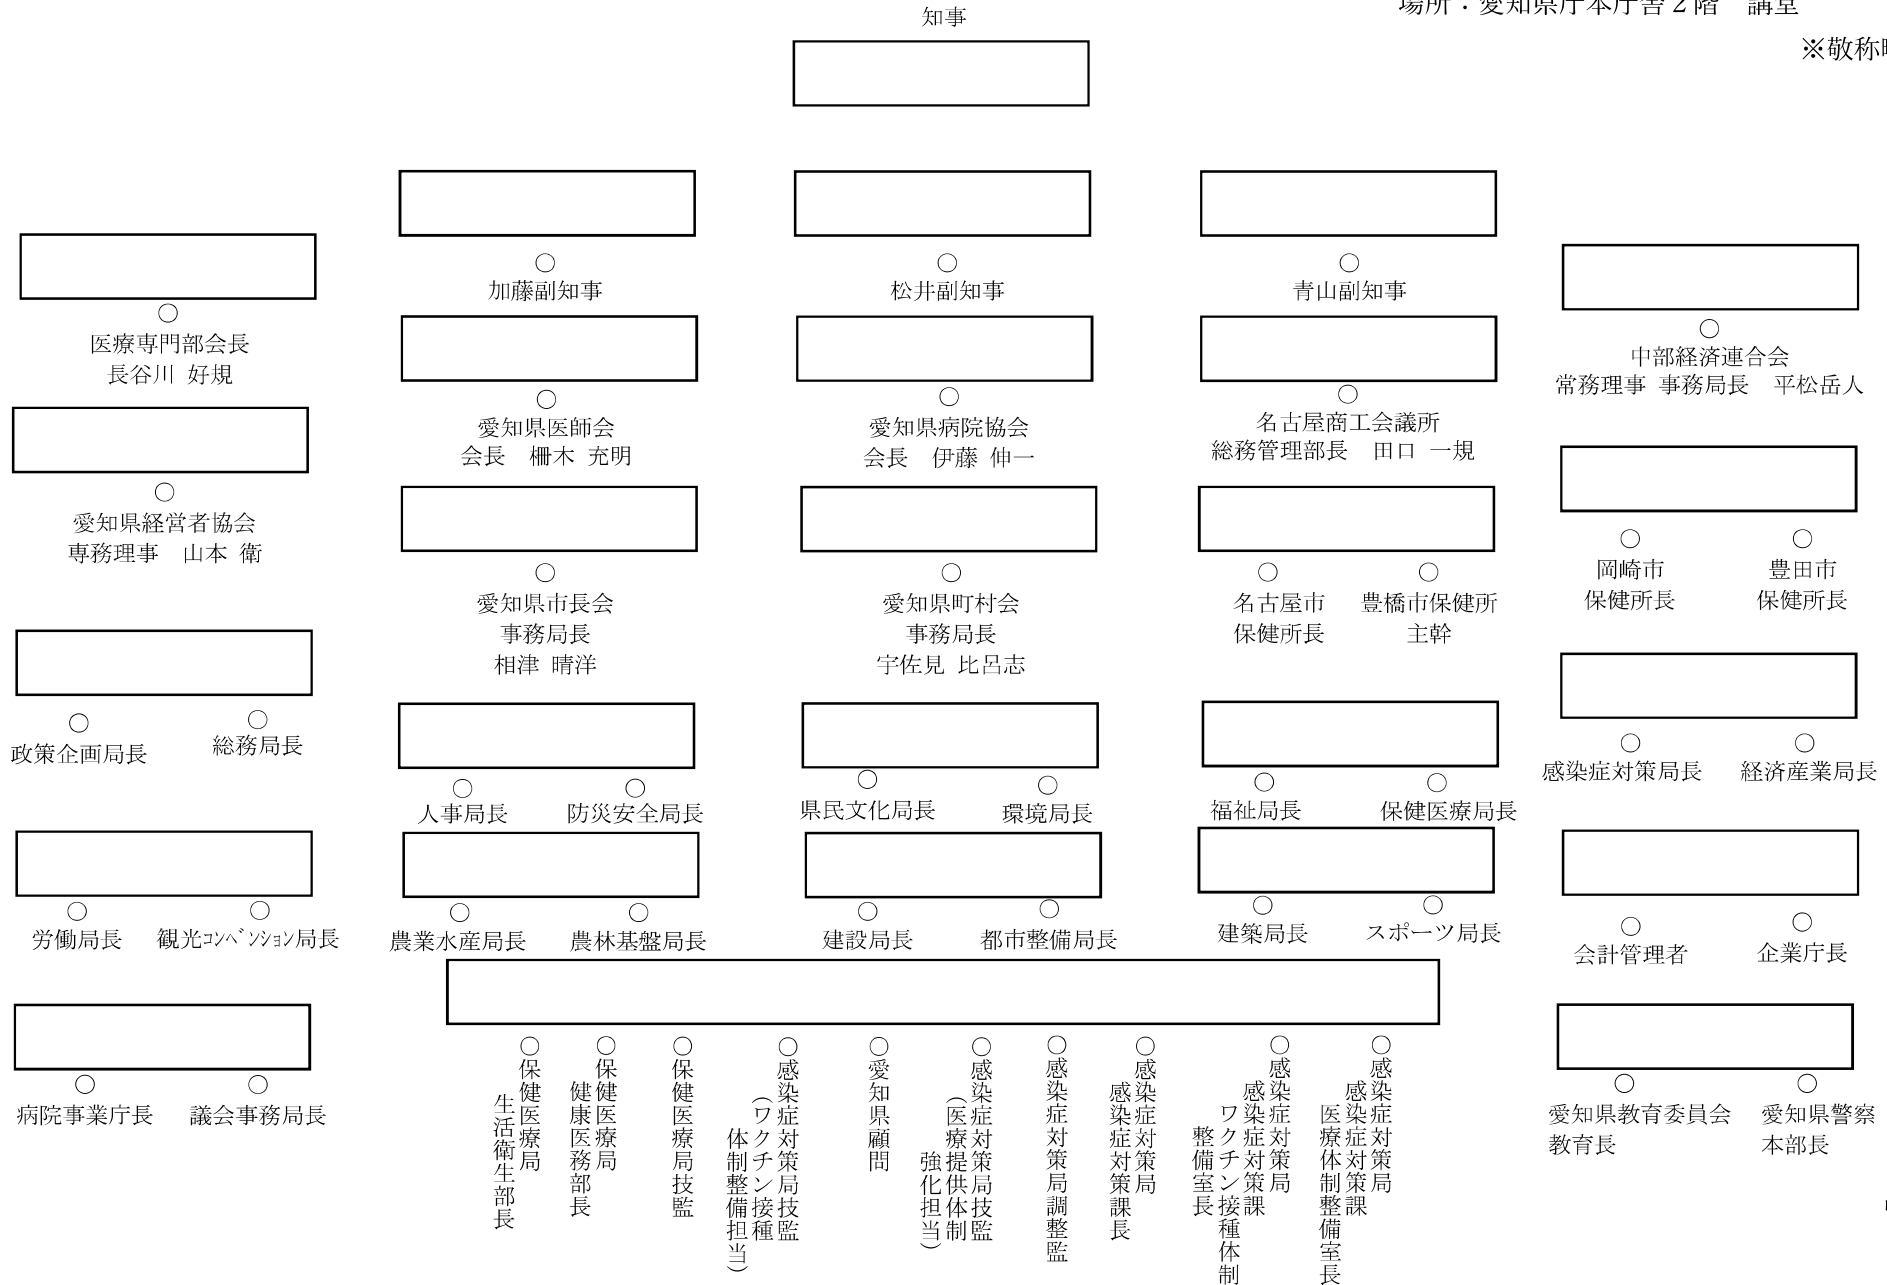 場所：愛知県庁本庁舎２階　講堂
※敬称
知事
○
加藤副知事
○
松井副知事
○
青山副知事
○
医療専門部会長
長谷川 好規
○
中部経済連合会
常務理事 事務局長　平松岳人
○
愛知県医師会
会長　柵木 充明
○
愛知県病院協会
会長　伊藤 伸一
○
名古屋商工会議所
総務管理部長　田口 一規
○
愛知県経営者協会
専務理事　山本 衛
○
岡崎市
保健所長
○
豊田市
保健所長
○
愛知県市長会
事務局長
相津 晴洋
○
愛知県町村会
事務局長
宇佐見 比呂志
○
名古屋市
保健所長
○
豊橋市保健所
主幹
○
政策企画局長
○
総務局長
○
人事局長
○
防災安全局長
○
県民文化局長
○
環境局長
○
福祉局長
○
保健医療局長
○
感染症対策局長
○
経済産業局長
○
労働局長
○
観光ｺﾝﾍﾞﾝｼｮﾝ局長
○
農業水産局長
○
農林基盤局長
○
建設局長
○
都市整備局長
○
建築局長
○
スポーツ局長
○
会計管理者
○
企業庁長
○
病院事業庁長
○
議会事務局長
○保健医療局
生活衛生部長
○保健医療局
健康医務部長
○保健医療局技監
○感染症対策局技監
（ワクチン接種
体制整備担当）
○愛知県顧問
○感染症対策局技監
（医療提供体制
強化担当）
○感染症対策局調整監
○感染症対策局
感染症対策課長
○感染症対策局
感染症対策課
ワクチン接種体制
整備室長
○感染症対策局
感染症対策課
医療体制整備室長
○
愛知県教育委員会
教育長
○
愛知県警察
本部長